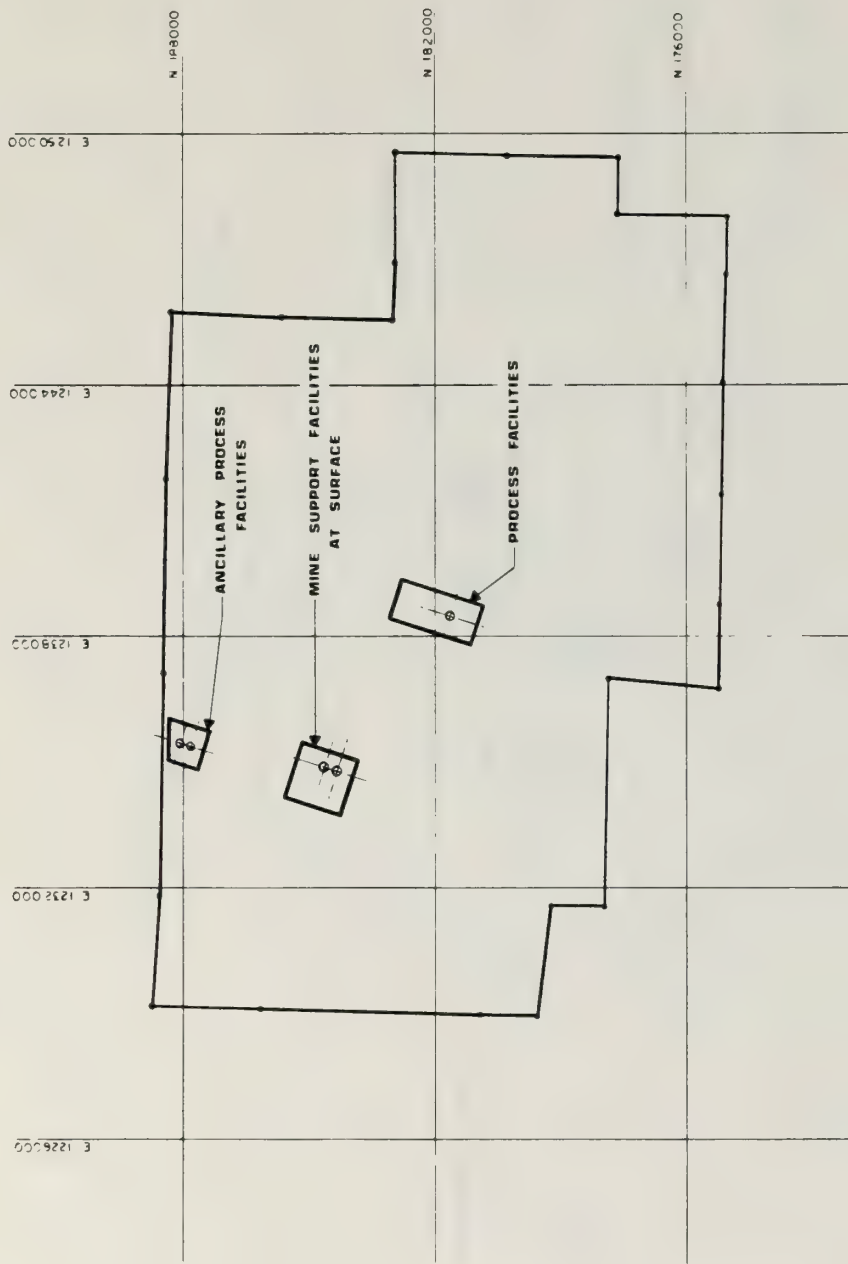 N 188000
N 182000
N 176000
E 1250000
E 1244000
E 1238000
E 1232000
E 1226000
ANCILLARY PROCESS
FACILITIES
MINE SUPPORT FACILITIES
AT SURFACE
PROCESS FACILITIES